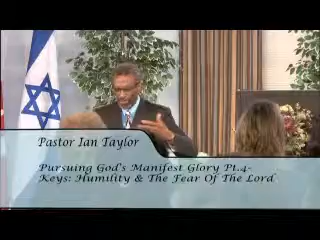 Pastor Ian Taylor
Pursuing God's Manifest Glory Pt.4-
Keys: Humility & The Fear Of The Lord